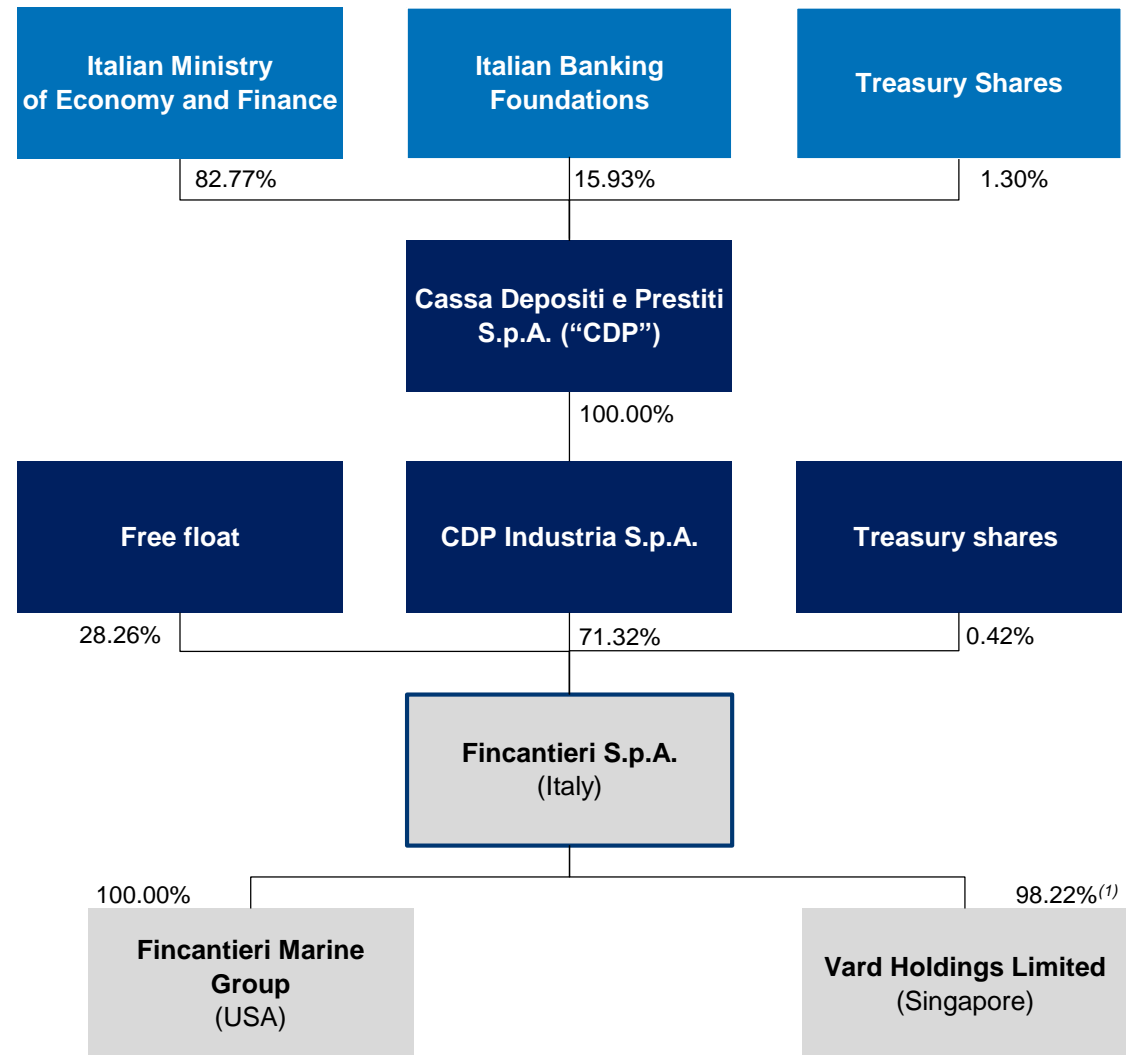 Italian Ministry
of Economy and Finance
Italian Banking
Foundations
Treasury Shares
82.77%
15.93%
1.30%
Cassa Depositi e Prestiti
S.p.A. (“CDP”)
100.00%
Free float
CDP Industria S.p.A.
Treasury shares
28.26%
71.32%
0.42%
Fincantieri S.p.A.
(Italy)
100.00%
98.22%(1)
Fincantieri Marine
Group
(USA)
Vard Holdings Limited
(Singapore)